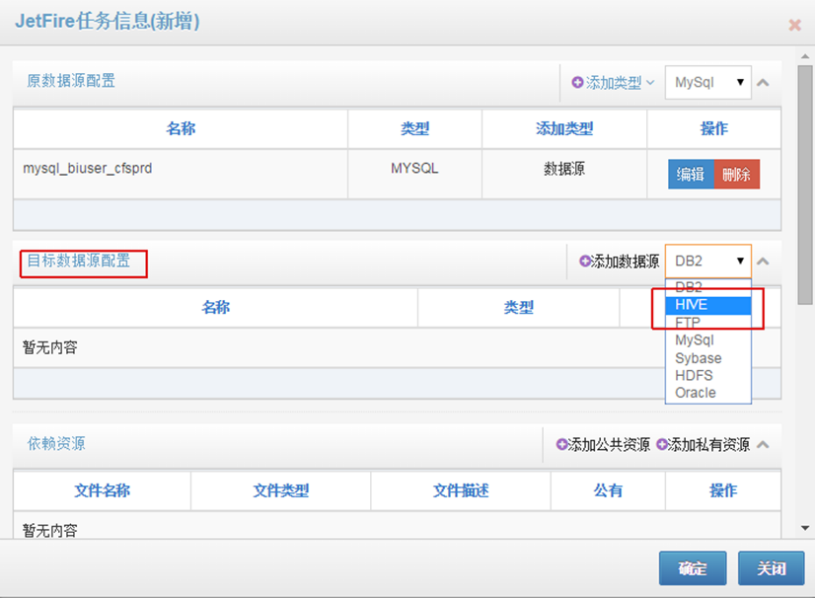 JetFire任务信息(新增)
原数据源配置 添加类型 MySql
名称 类型 添加类型 操作
mysql_biuser_cfsprd MYSQL 数据源 编辑 删除
目标数据源配置 添加数据源 DB2
DB2
名称 类型 HIVE
FTP
暂无内容 MySql
Sybase
HDFS
Oracle
依赖资源 添加公共资源 添加私有资源
文件名称 文件类型 文件描述 公有 操作
暂无内容
确定 关闭